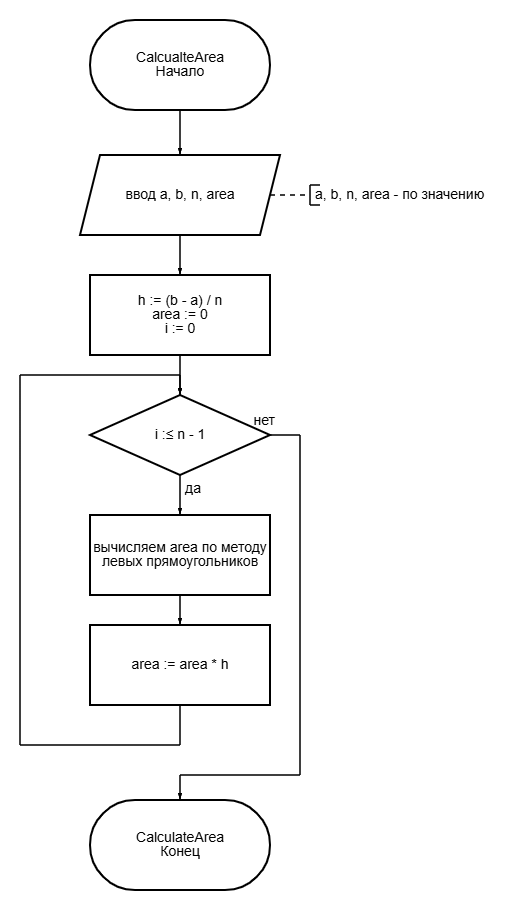 CalcualteArea
Начало
ввод a, b, n, area
a, b, n, area - по значению
h := (b - a) / n
area := 0
i := 0
i :≤ n - 1
нет
да
вычисляем area по методу
левых прямоугольников
area := area * h
CalculateArea
Конец